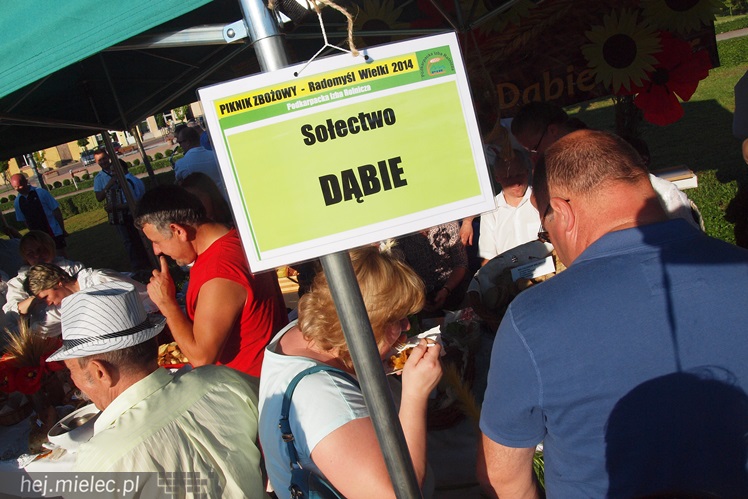 PIKNIK ZBOŻOWY - Radomyśl Wielki 2014
Podkarpacka Izba Rolnicza
Sołectwo
DĄBIE
Dąbie
hej.mielec.pl